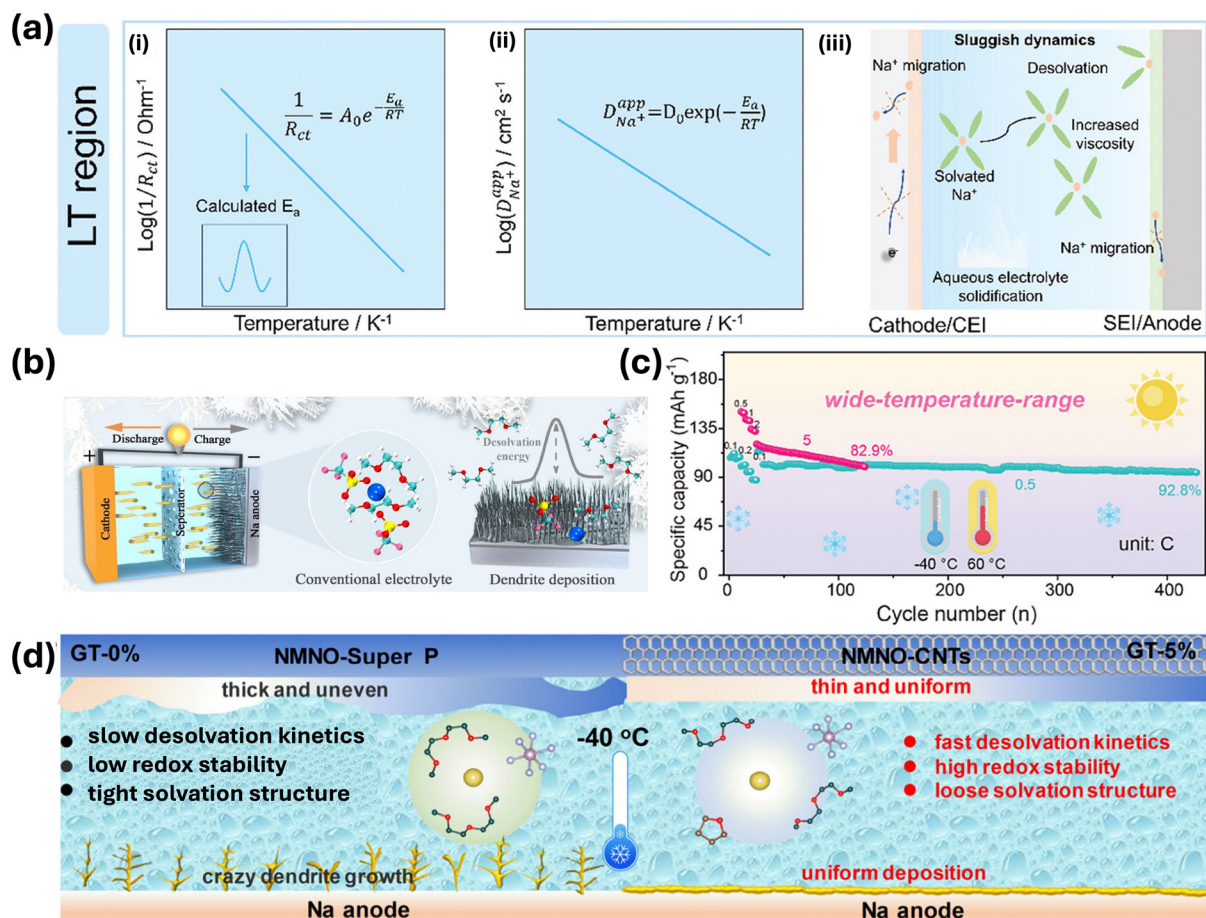 (a)
LT region
(i)
Log(1/R_ct) / Ohm⁻¹
1/R_ct = A₀e^(-E_a/RT)
Calculated Eₐ
Temperature / K⁻¹
(ii)
Log(D^app_Na⁺) / cm² s⁻¹
D^app_Na⁺=D₀exp(-E_a/RT)
Temperature / K⁻¹
(iii)
Sluggish dynamics
Na⁺ migration
Desolvation
Increased
viscosity
Solvated
Na⁺
e⁻
Na⁺ migration
Aqueous electrolyte
solidification
Cathode/CEI
SEI/Anode
(b)
Discharge
Charge
+
−
Cathode
Seperator
Na anode
Conventional electrolyte
Desolvation
energy
Dendrite deposition
(c)
Specific capacity (mAh g⁻¹)
180
135
90
45
0
wide-temperature-range
0.5
1
2
5
82.9%
0.1
0.2
0.1
0.5
92.8%
-40 °C
60 °C
unit: C
0
100
200
300
400
Cycle number (n)
(d)
GT-0%
NMNO-Super P
NMNO-CNTs
GT-5%
thick and uneven
thin and uniform
slow desolvation kinetics
low redox stability
tight solvation structure
-40 °C
fast desolvation kinetics
high redox stability
loose solvation structure
crazy dendrite growth
uniform deposition
Na anode
Na anode